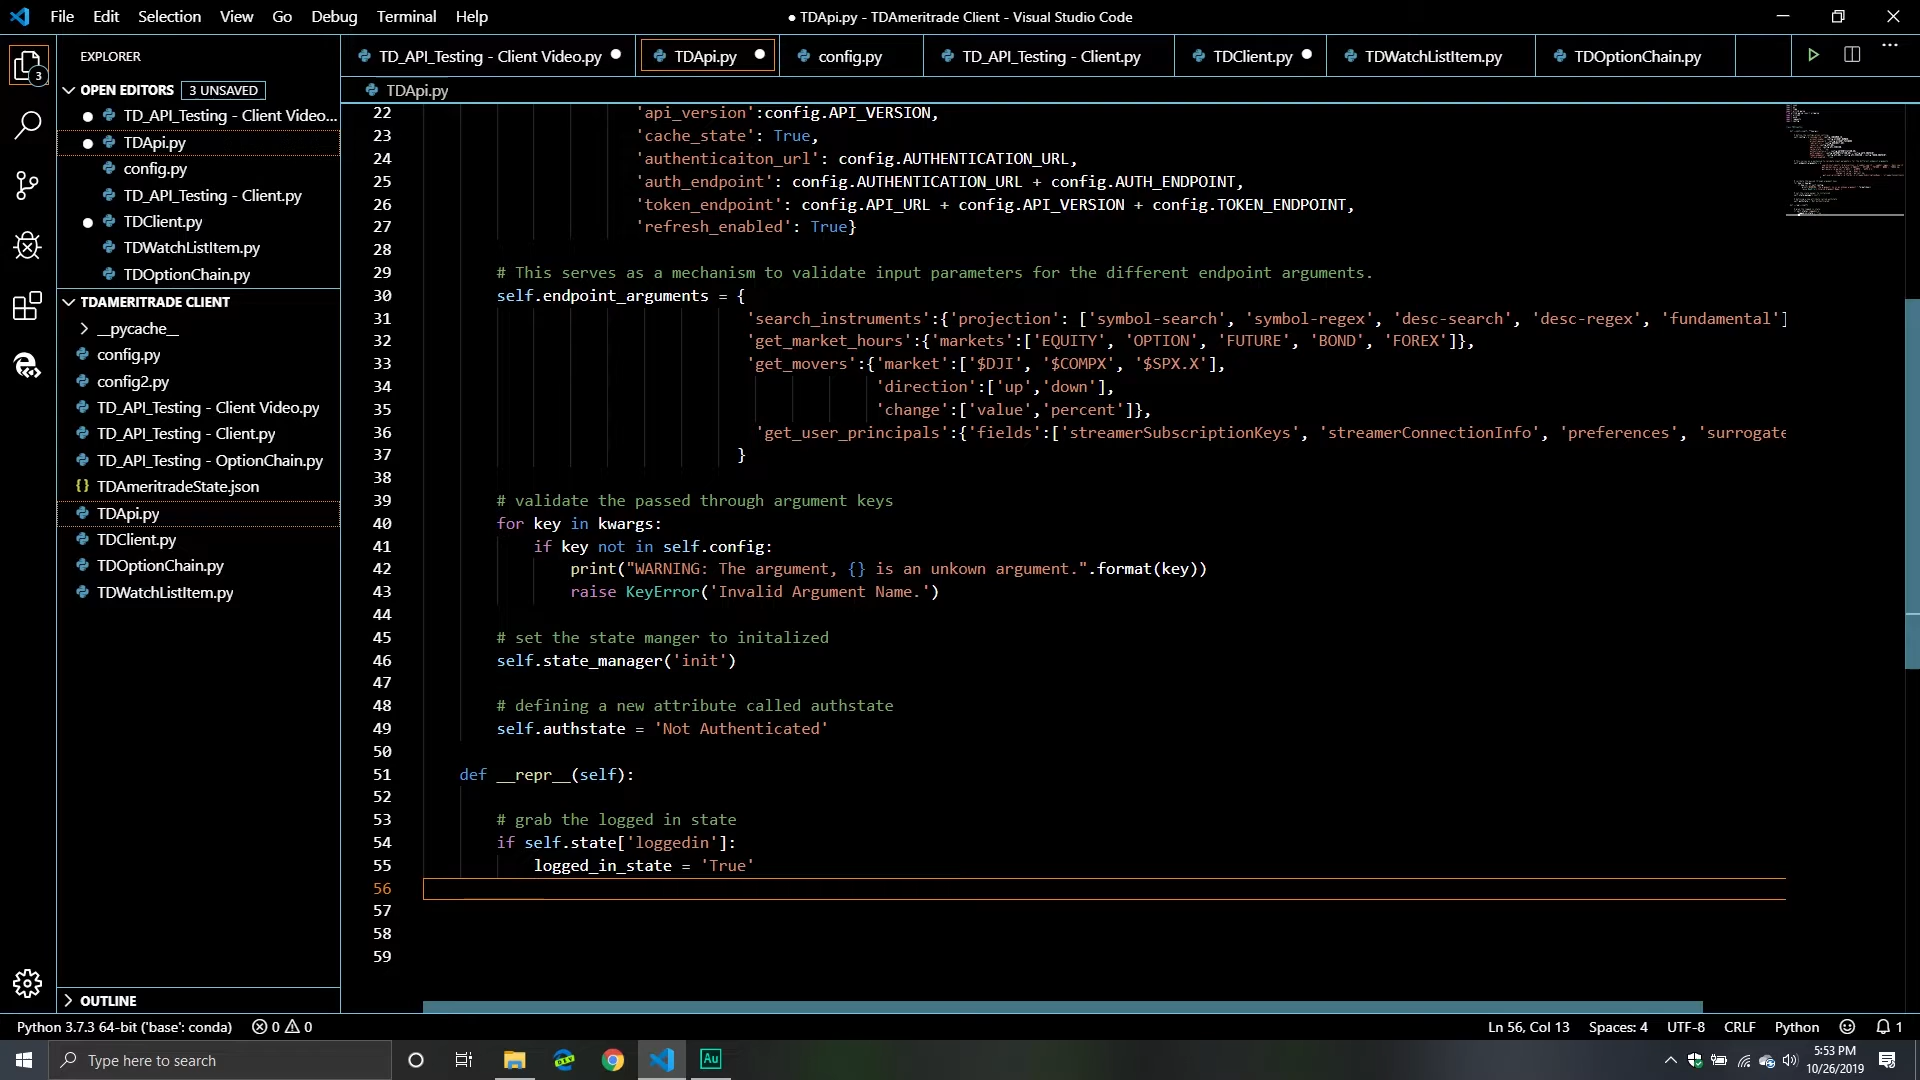 File Edit Selection View Go Debug Terminal Help
● TDApi.py - TDAmeritrade Client - Visual Studio Code
EXPLORER
TD_API_Testing - Client Video.py
TDApi.py
config.py
TD_API_Testing - Client.py
TDClient.py
TDWatchListItem.py
TDOptionChain.py
3
OPEN EDITORS 3 UNSAVED
TD_API_Testing - Client Video...
TDApi.py
config.py
TD_API_Testing - Client.py
TDClient.py
TDWatchListItem.py
TDOptionChain.py
TDAMERITRADE CLIENT
__pycache__
config.py
config2.py
TD_API_Testing - Client Video.py
TD_API_Testing - Client.py
TD_API_Testing - OptionChain.py
{} TDAmeritradeState.json
TDApi.py
TDClient.py
TDOptionChain.py
TDWatchListItem.py
OUTLINE
TDApi.py
22 'api_version':config.API_VERSION,
23 'cache_state': True,
24 'authenticaiton_url': config.AUTHENTICATION_URL,
25 'auth_endpoint': config.AUTHENTICATION_URL + config.AUTH_ENDPOINT,
26 'token_endpoint': config.API_URL + config.API_VERSION + config.TOKEN_ENDPOINT,
27 'refresh_enabled': True}
28
29 # This serves as a mechanism to validate input parameters for the different endpoint arguments.
30 self.endpoint_arguments = {
31 'search_instruments':{'projection': ['symbol-search', 'symbol-regex', 'desc-search', 'desc-regex', 'fundamental']
32 'get_market_hours':{'markets':['EQUITY', 'OPTION', 'FUTURE', 'BOND', 'FOREX']},
33 'get_movers':{'market':['$DJI', '$COMPX', '$SPX.X'],
34 'direction':['up','down'],
35 'change':['value','percent']},
36 'get_user_principals':{'fields':['streamerSubscriptionKeys', 'streamerConnectionInfo', 'preferences', 'surrogate
37 }
38
39 # validate the passed through argument keys
40 for key in kwargs:
41 if key not in self.config:
42 print("WARNING: The argument, {} is an unkown argument.".format(key))
43 raise KeyError('Invalid Argument Name.')
44
45 # set the state manger to initalized
46 self.state_manager('init')
47
48 # defining a new attribute called authstate
49 self.authstate = 'Not Authenticated'
50
51 def __repr__(self):
52
53 # grab the logged in state
54 if self.state['loggedin']:
55 logged_in_state = 'True'
56
57
58
59
Python 3.7.3 64-bit ('base': conda) 0 0
Ln 56, Col 13 Spaces: 4 UTF-8 CRLF Python 1
Type here to search
Au
5:53 PM
10/26/2019